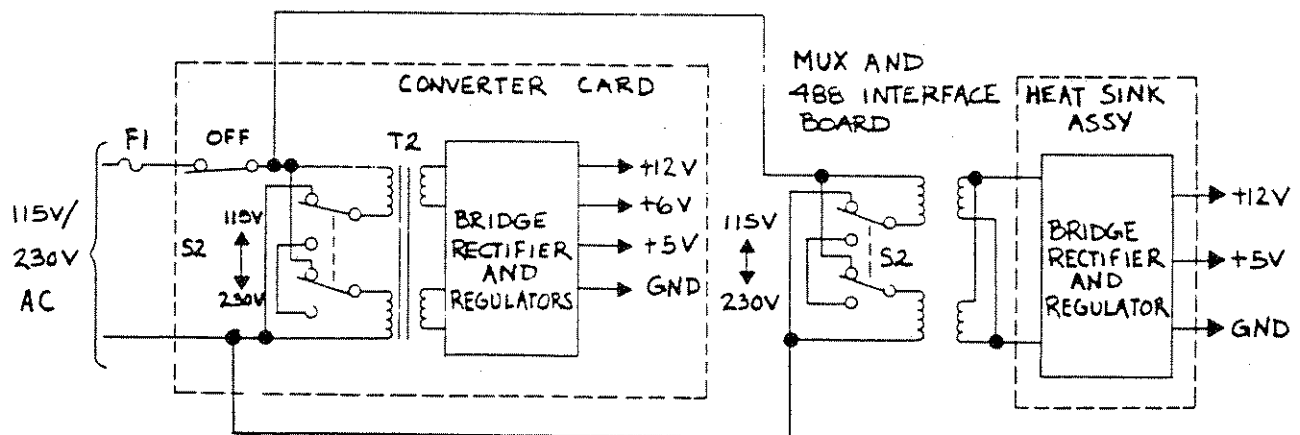 CONVERTER CARD
MUX AND
488 INTERFACE
BOARD
HEAT SINK
ASSY
F1
OFF
T2
115V/
230V
AC
S2
115V
230V
BRIDGE
RECTIFIER
AND
REGULATORS
+12V
+6V
+5V
GND
115V
230V
S2
BRIDGE
RECTIFIER
AND
REGULATOR
+12V
+5V
GND